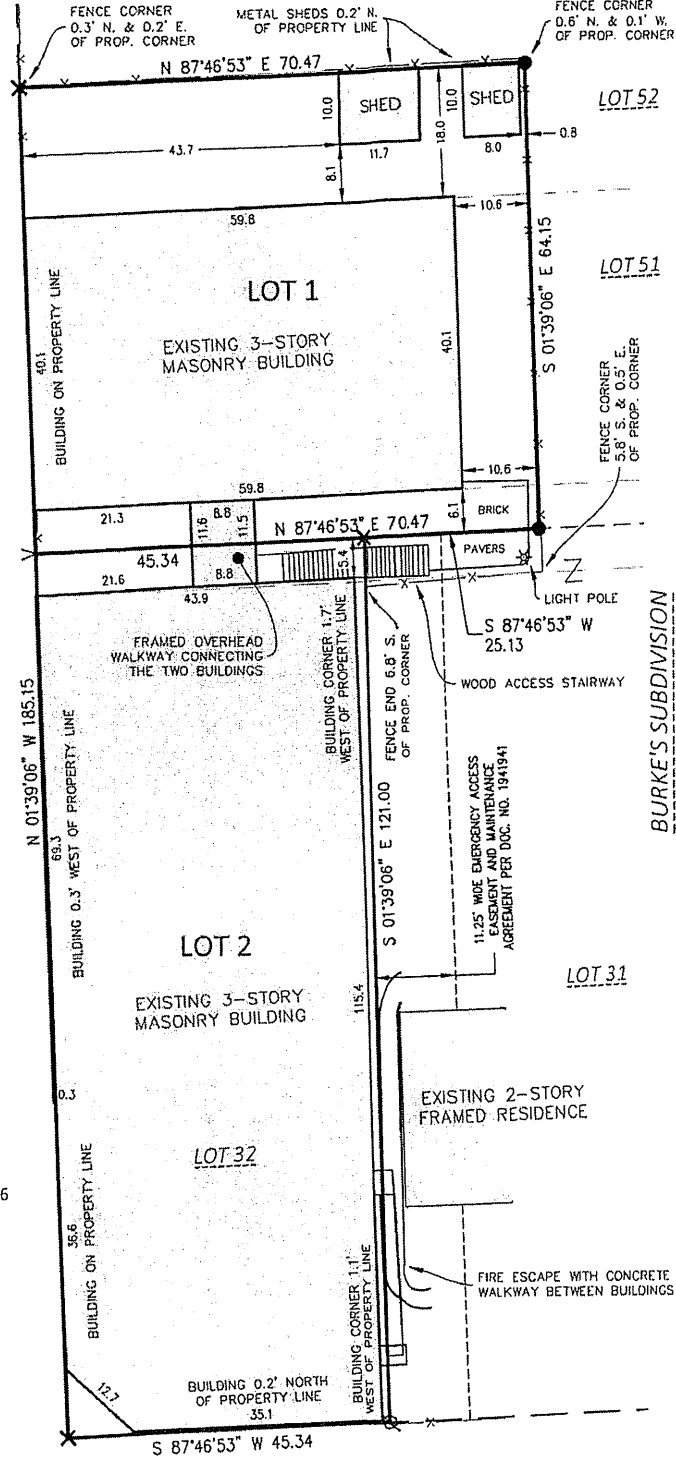 FENCE CORNER
0.3' N. & 0.2' E.
OF PROP. CORNER
METAL SHEDS 0.2' N.
OF PROPERTY LINE
FENCE CORNER
0.6' N. & 0.1' W.
OF PROP. CORNER
N 87°46'53" E 70.47
10.0
SHED
18.0
10.0
SHED
LOT 52
43.7
11.7
8.0
0.8
8.1
59.8
10.6
LOT 1
EXISTING 3-STORY
MASONRY BUILDING
BUILDING ON PROPERTY LINE
40.1
40.1
S 01°39'06" E 64.15
LOT 51
FENCE CORNER
5.8' S. & 0.5' E.
OF PROP. CORNER
10.6
59.8
21.3
8.8
11.6
11.5
N 87°46'53" E 70.47
6.1
BRICK
PAVERS
45.34
21.6
8.8
43.9
5.4
LIGHT POLE
S 87°46'53" W
25.13
FRAMED OVERHEAD
WALKWAY CONNECTING
THE TWO BUILDINGS
BUILDING CORNER 1.7'
WEST OF PROPERTY LINE
FENCE END 6.8' S.
OF PROP. CORNER
WOOD ACCESS STAIRWAY
N 01°39'06" W 185.15
69.3
BUILDING 0.3' WEST OF PROPERTY LINE
S 01°39'06" E 121.00
11.25' WIDE EMERGENCY ACCESS
EASEMENT AND MAINTENANCE
AGREEMENT PER DOC. NO. 1941941
BURKE'S SUBDIVISION
LOT 2
EXISTING 3-STORY
MASONRY BUILDING
115.4
LOT 31
0.3
EXISTING 2-STORY
FRAMED RESIDENCE
LOT 32
6
36.6
BUILDING ON PROPERTY LINE
FIRE ESCAPE WITH CONCRETE
WALKWAY BETWEEN BUILDINGS
BUILDING CORNER 1.1'
WEST OF PROPERTY LINE
12.7
BUILDING 0.2' NORTH
OF PROPERTY LINE
35.1
S 87°46'53" W 45.34